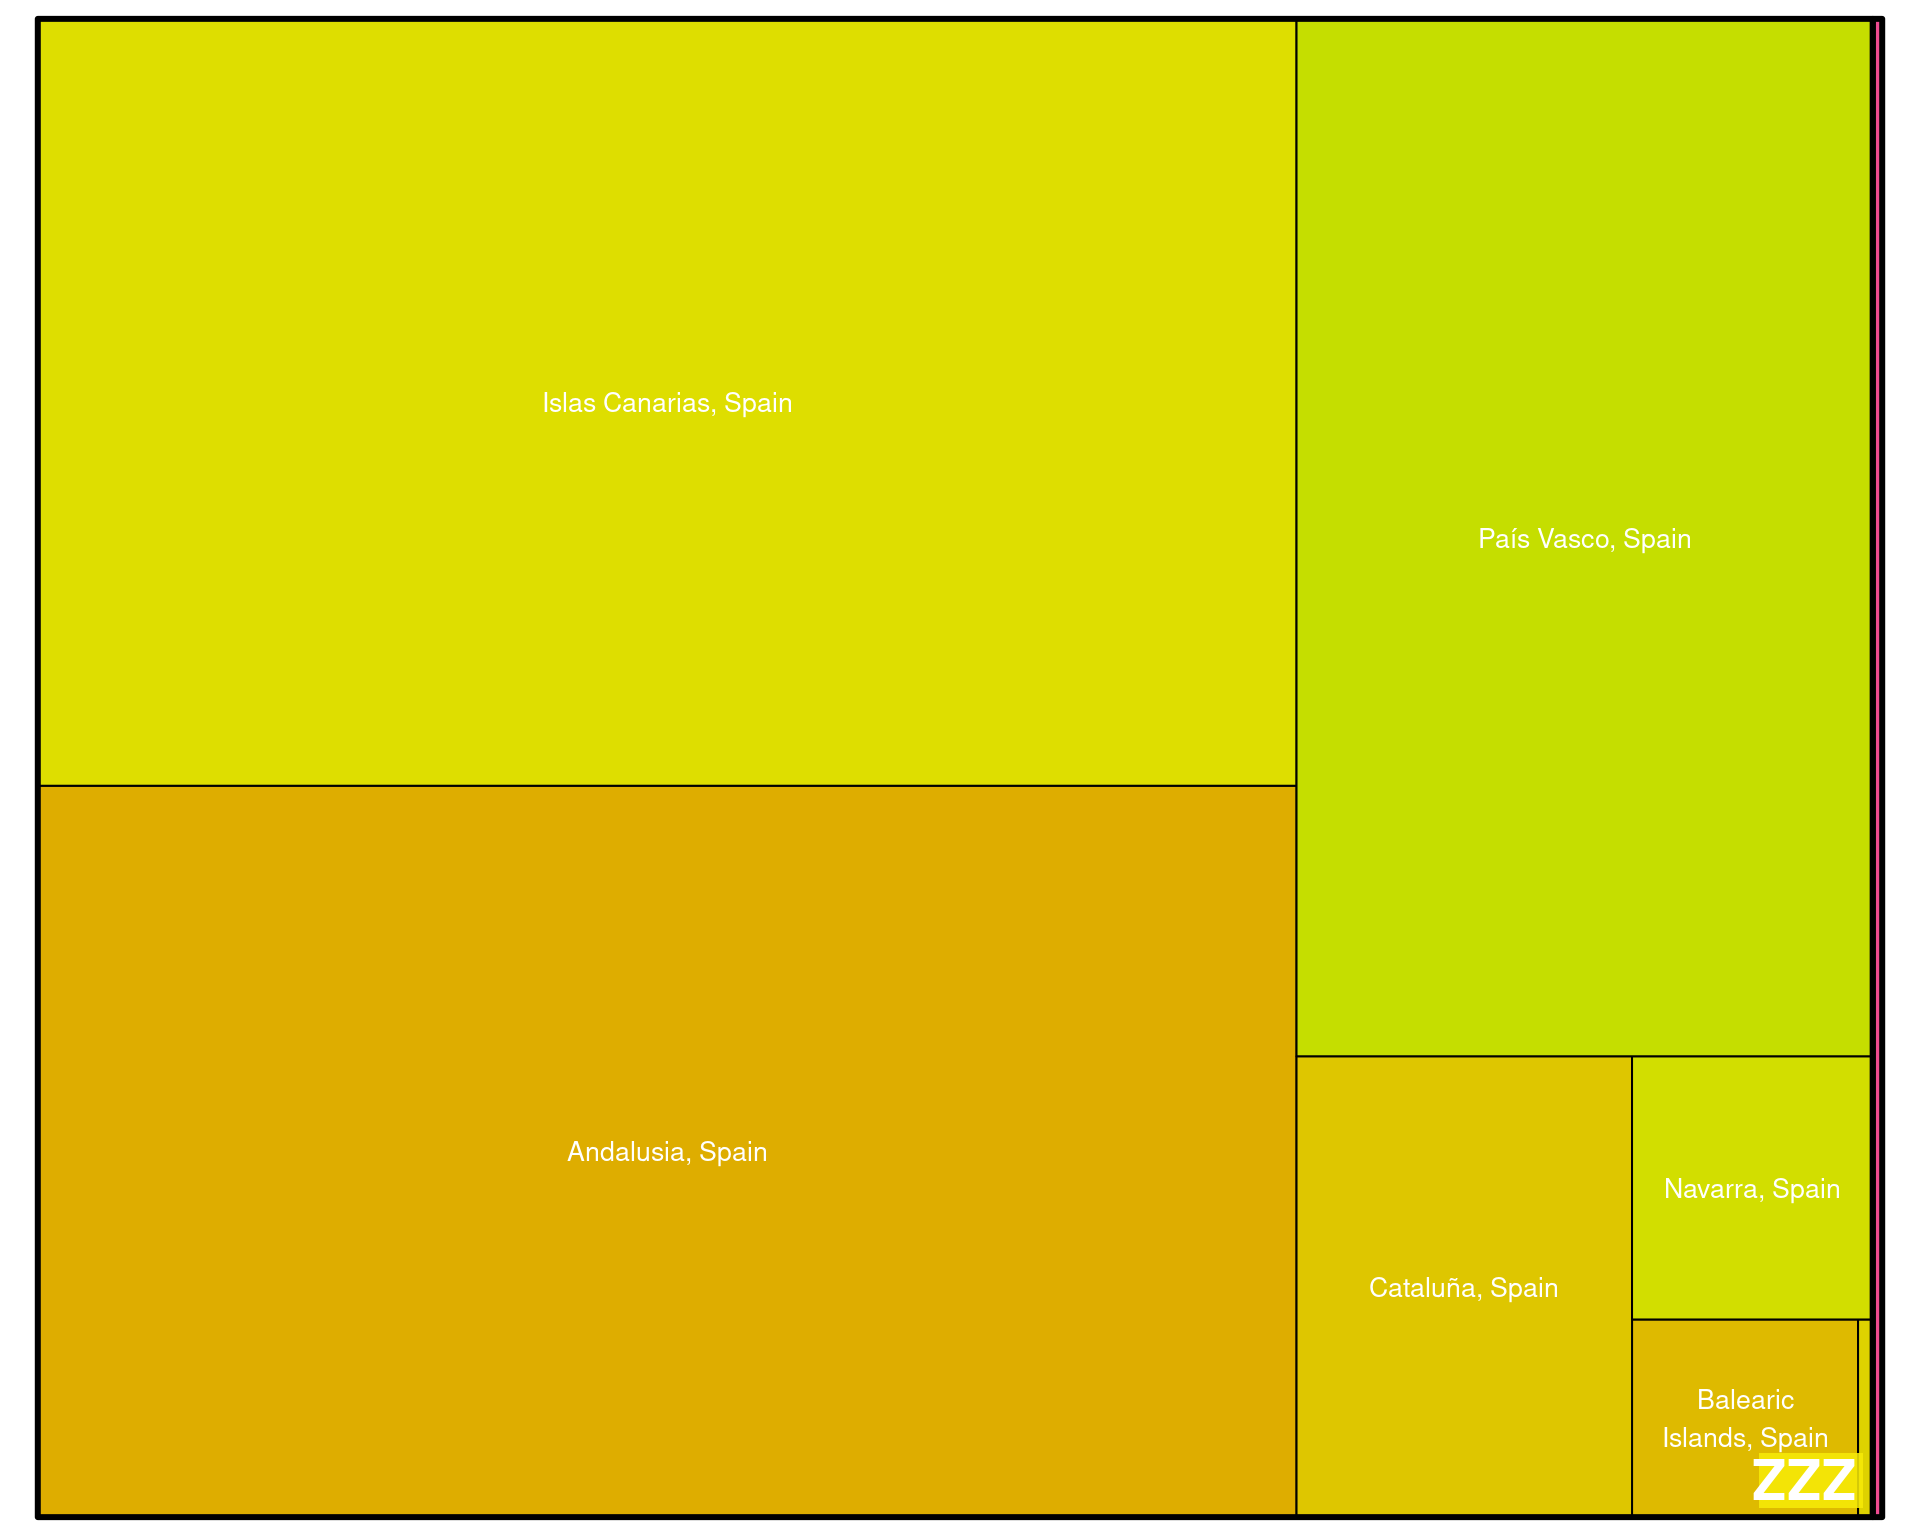 Islas Canarias, Spain
País Vasco, Spain
Andalusia, Spain
Navarra, Spain
Cataluña, Spain
Balearic
Islands, Spain
ZZZ